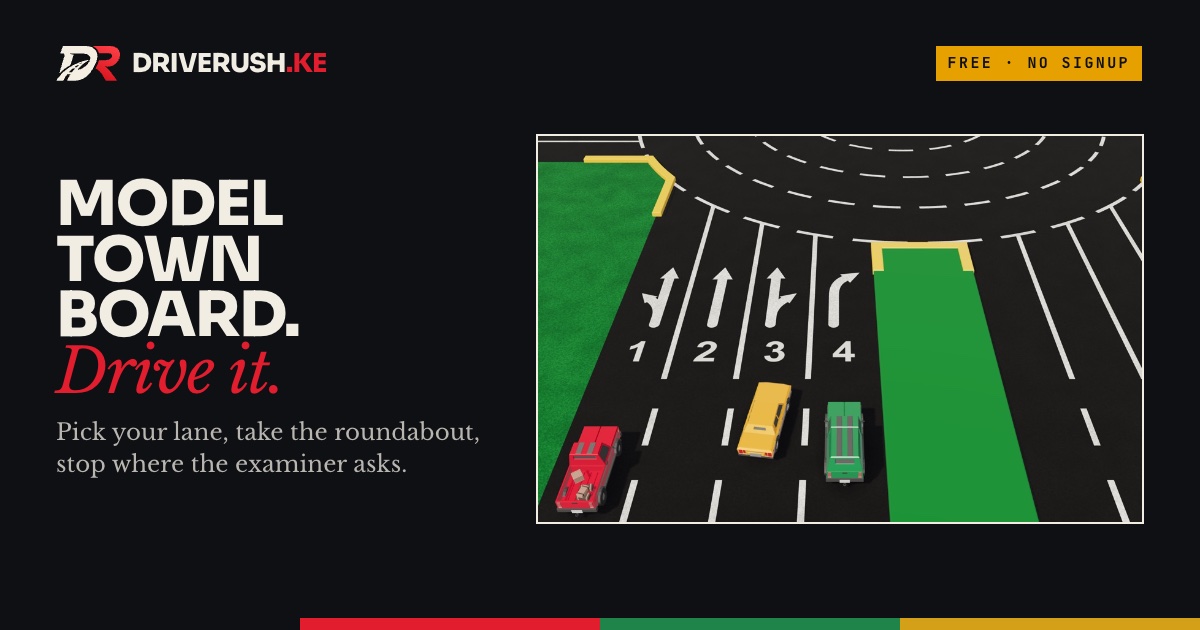 DRIVERUSH.KE
FREE · NO SIGNUP
MODEL
TOWN
BOARD.
Drive it.
Pick your lane, take the roundabout,
stop where the examiner asks.
1 2 3 4